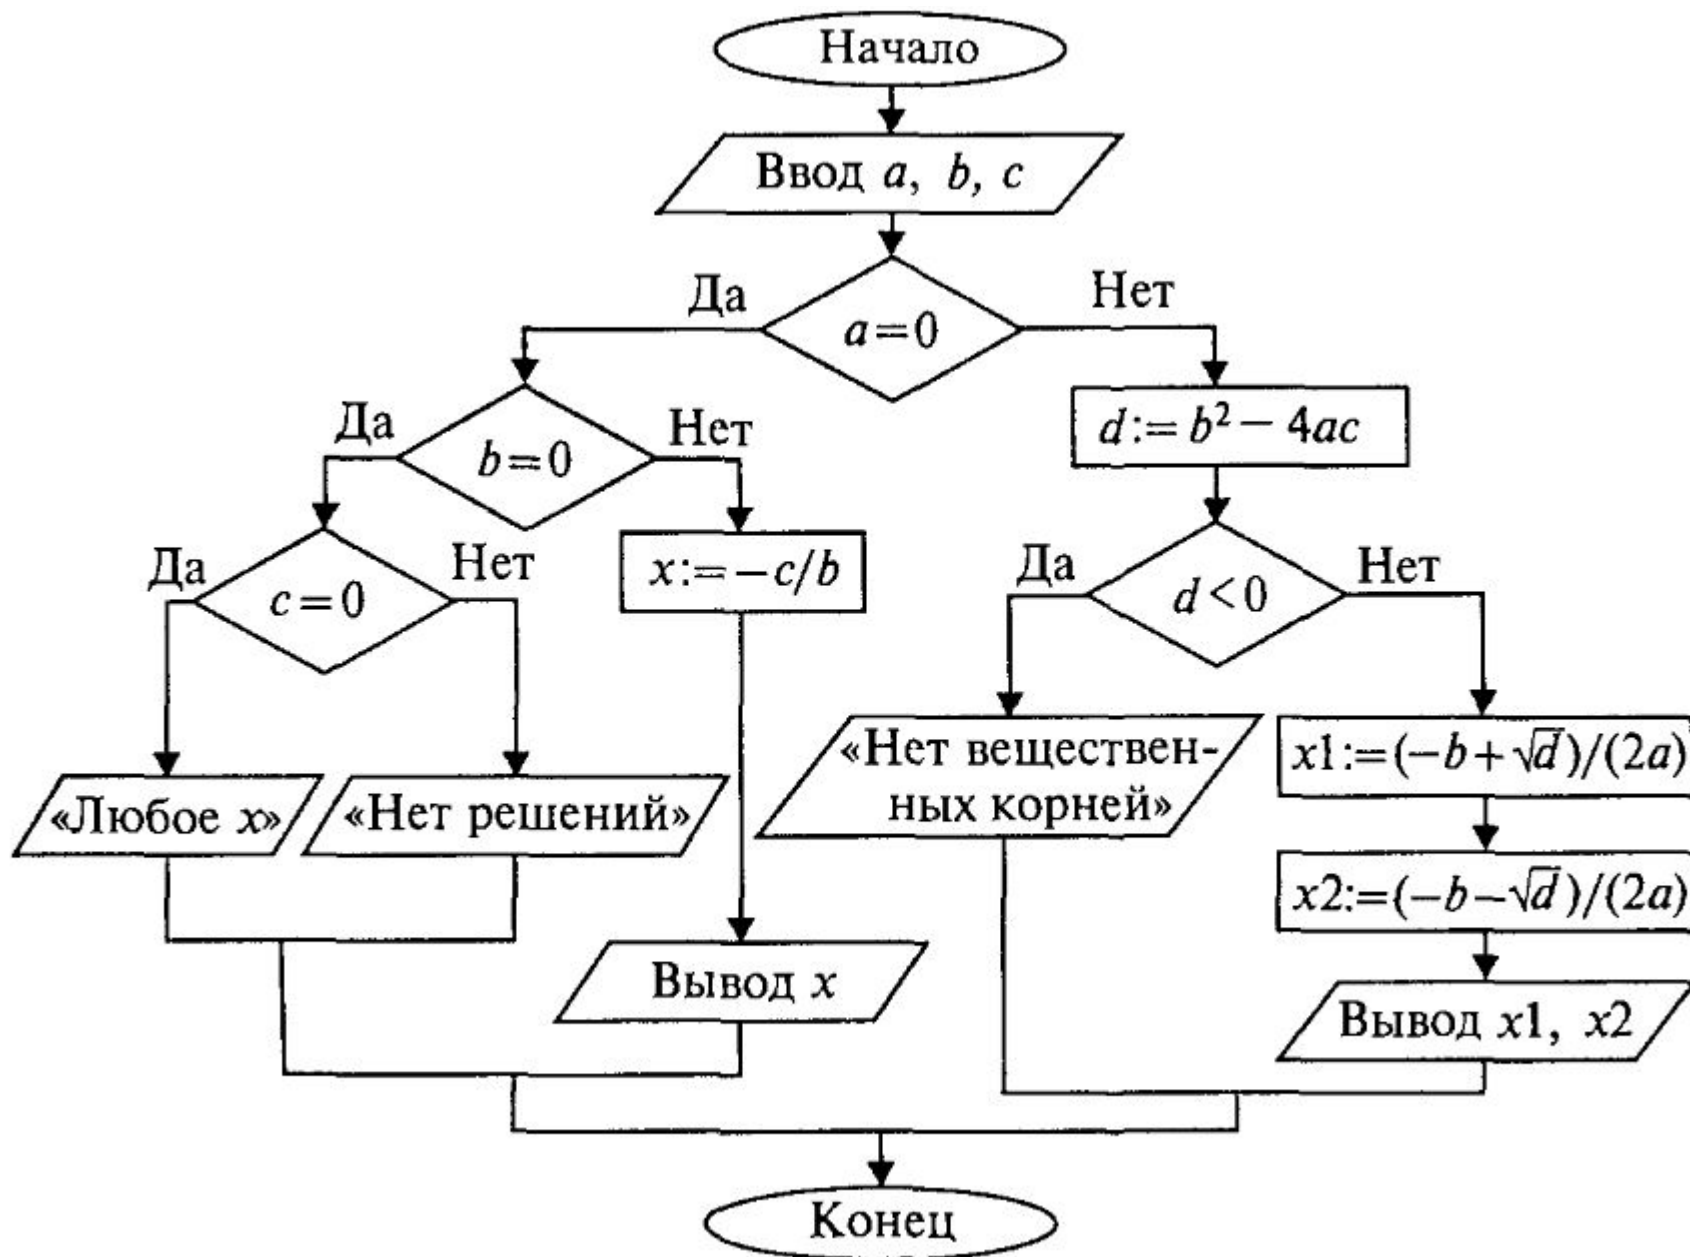 Начало
Ввод a, b, c
Да
Нет
a=0
Да
Нет
b=0
d:=b² − 4ac
Да
Нет
c=0
x:=−c/b
Да
Нет
d<0
«Любое x»
«Нет решений»
«Нет веществен-
ных корней»
x1:=(−b+√d)/(2a)
x2:=(−b−√d)/(2a)
Вывод x
Вывод x1, x2
Конец